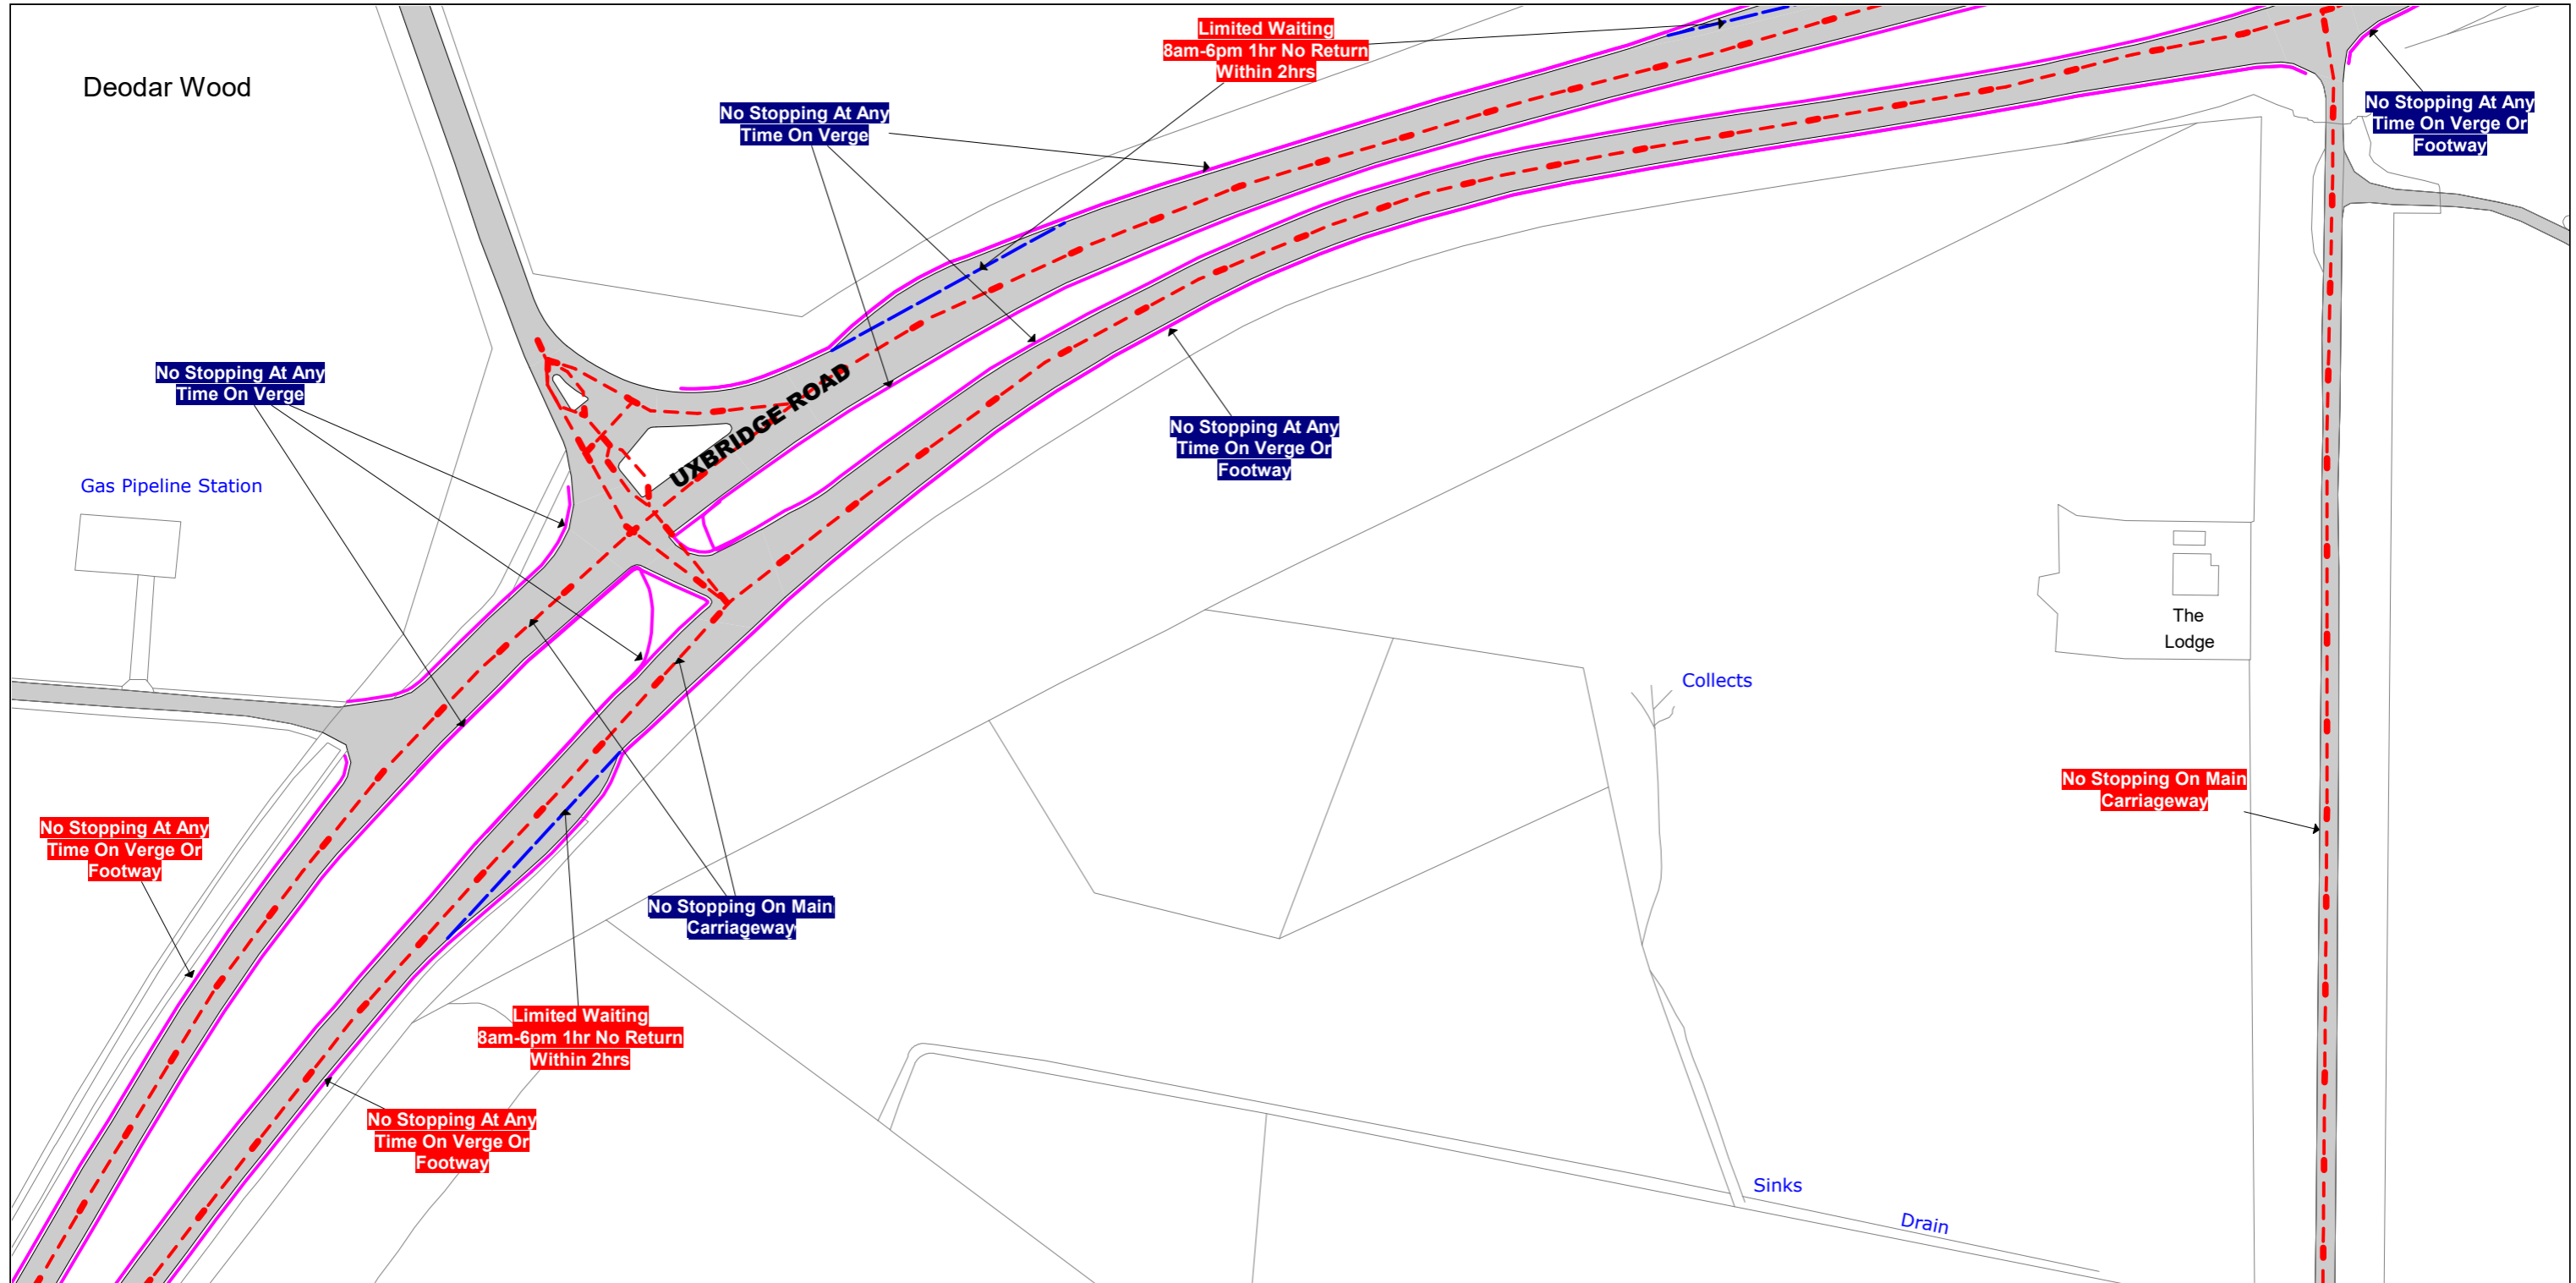 Limited Waiting
8am-6pm 1hr No Return
Within 2hrs
Deodar Wood
No Stopping At Any
Time On Verge
No Stopping At Any
Time On Verge Or
Footway
No Stopping At Any
Time On Verge
UXBRIDGE ROAD
No Stopping At Any
Time On Verge Or
Footway
Gas Pipeline Station
The
Lodge
Collects
No Stopping On Main
Carriageway
No Stopping At Any
Time On Verge Or
Footway
No Stopping On Main
Carriageway
Limited Waiting
8am-6pm 1hr No Return
Within 2hrs
No Stopping At Any
Time On Verge Or
Footway
Sinks
Drain